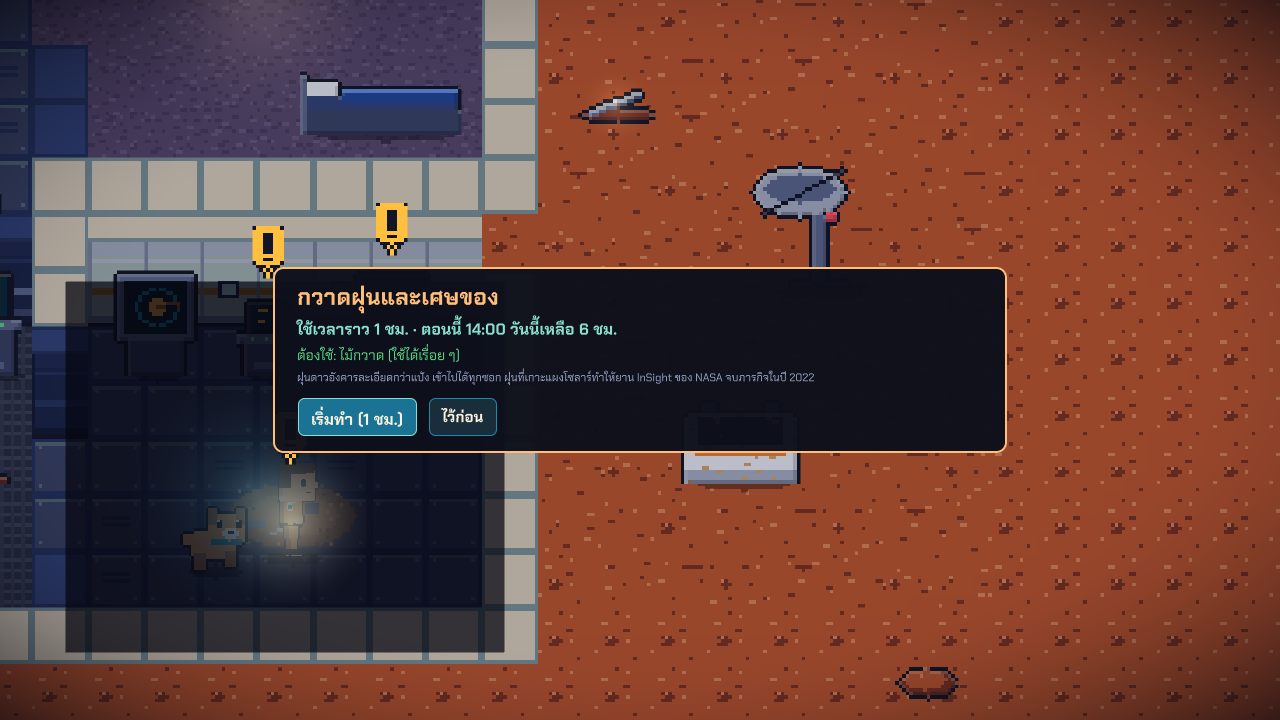 กวาดฝุ่นและเศษของ
ใช้เวลาราว 1 ชม. · ตอนนี้ 14:00 วันนี้เหลือ 6 ชม.
ต้องใช้: ไม้กวาด (ใช้ได้เรื่อย ๆ)
ฝุ่นดาวอังคารละเอียดกว่าแป้ง เข้าไปได้ทุกซอก ฝุ่นที่เกาะแผงโซลาร์ทำให้ยาน InSight ของ NASA จบภารกิจในปี 2022
เริ่มทำ (1 ชม.)
ไว้ก่อน